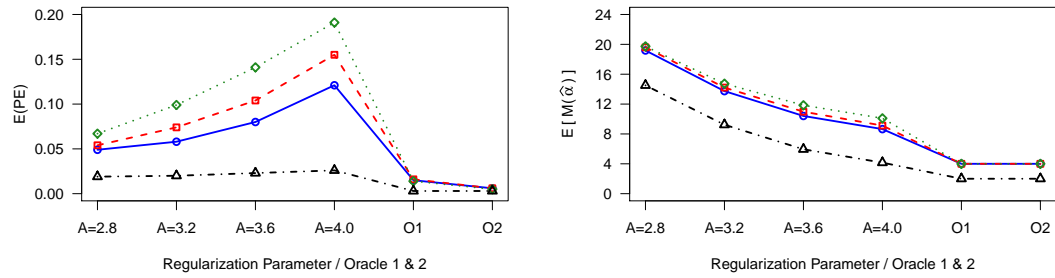 E(PE)
0.20
0.15
0.10
0.05
0.00
A=2.8 A=3.2 A=3.6 A=4.0 O1 O2
Regularization Parameter / Oracle 1 & 2
E [ M(α̂) ]
24
20
16
12
8
4
0
A=2.8 A=3.2 A=3.6 A=4.0 O1 O2
Regularization Parameter / Oracle 1 & 2